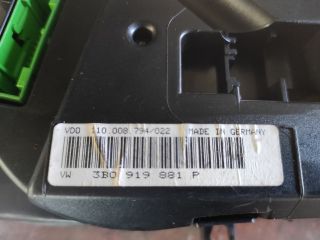 VDO 110.008.794/022 MADE IN GERMANY
VW 3B0 919 881 P